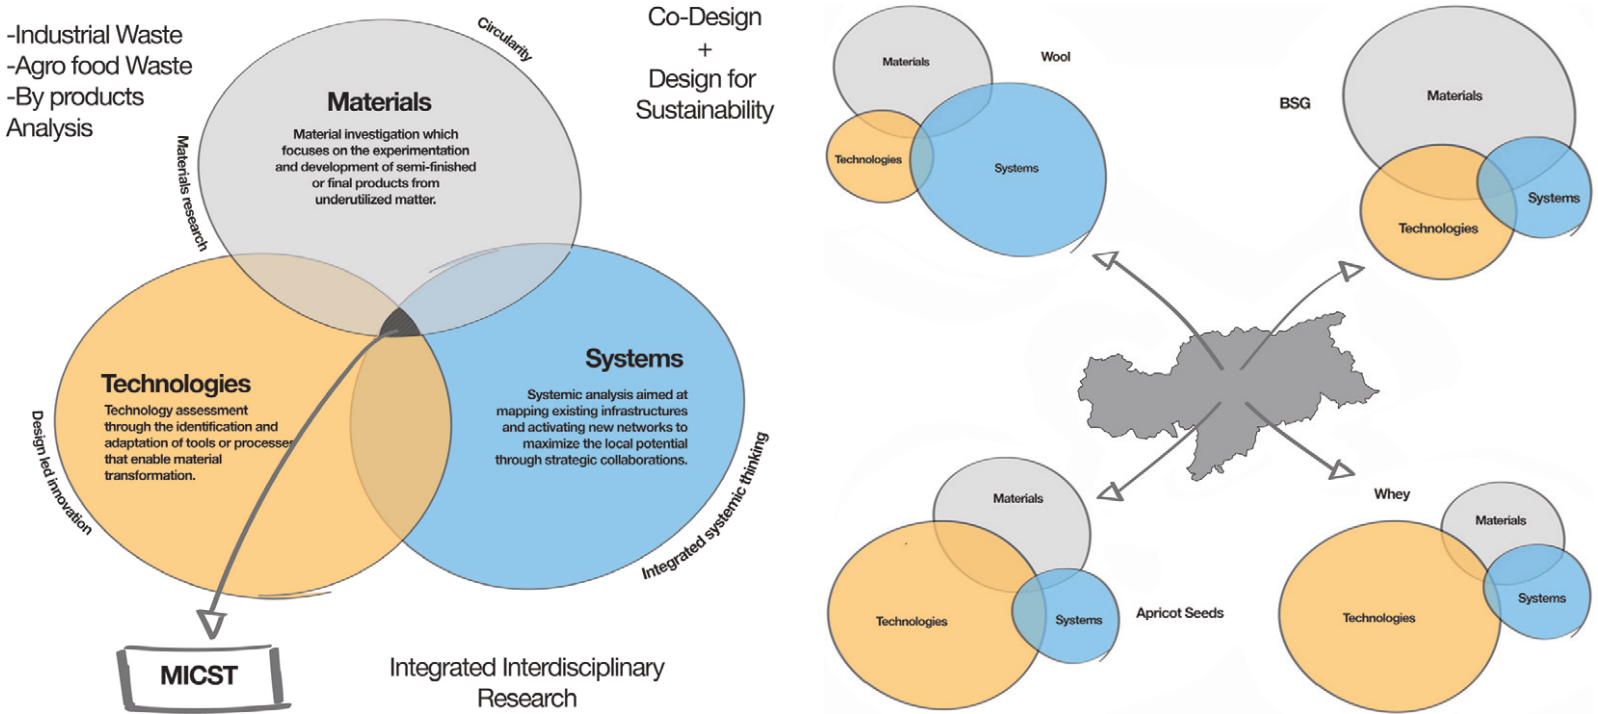 -Industrial Waste
-Agro food Waste
-By products
Analysis
Circularity
Co-Design
+
Design for
Sustainability
Materials research
Materials
Material investigation which
focuses on the experimentation
and development of semi-finished
or final products from
underutilized matter.
Technologies
Technology assessment
through the identification and
adaptation of tools or processes
that enable material
transformation.
Design led innovation
Systems
Systemic analysis aimed at
mapping existing infrastructures
and activating new networks to
maximize the local potential
through strategic collaborations.
Integrated systemic thinking
MICST
Integrated Interdisciplinary
Research
Wool
Materials
Technologies
Systems
BSG
Materials
Technologies
Systems
Apricot Seeds
Materials
Technologies
Systems
Whey
Materials
Technologies
Systems